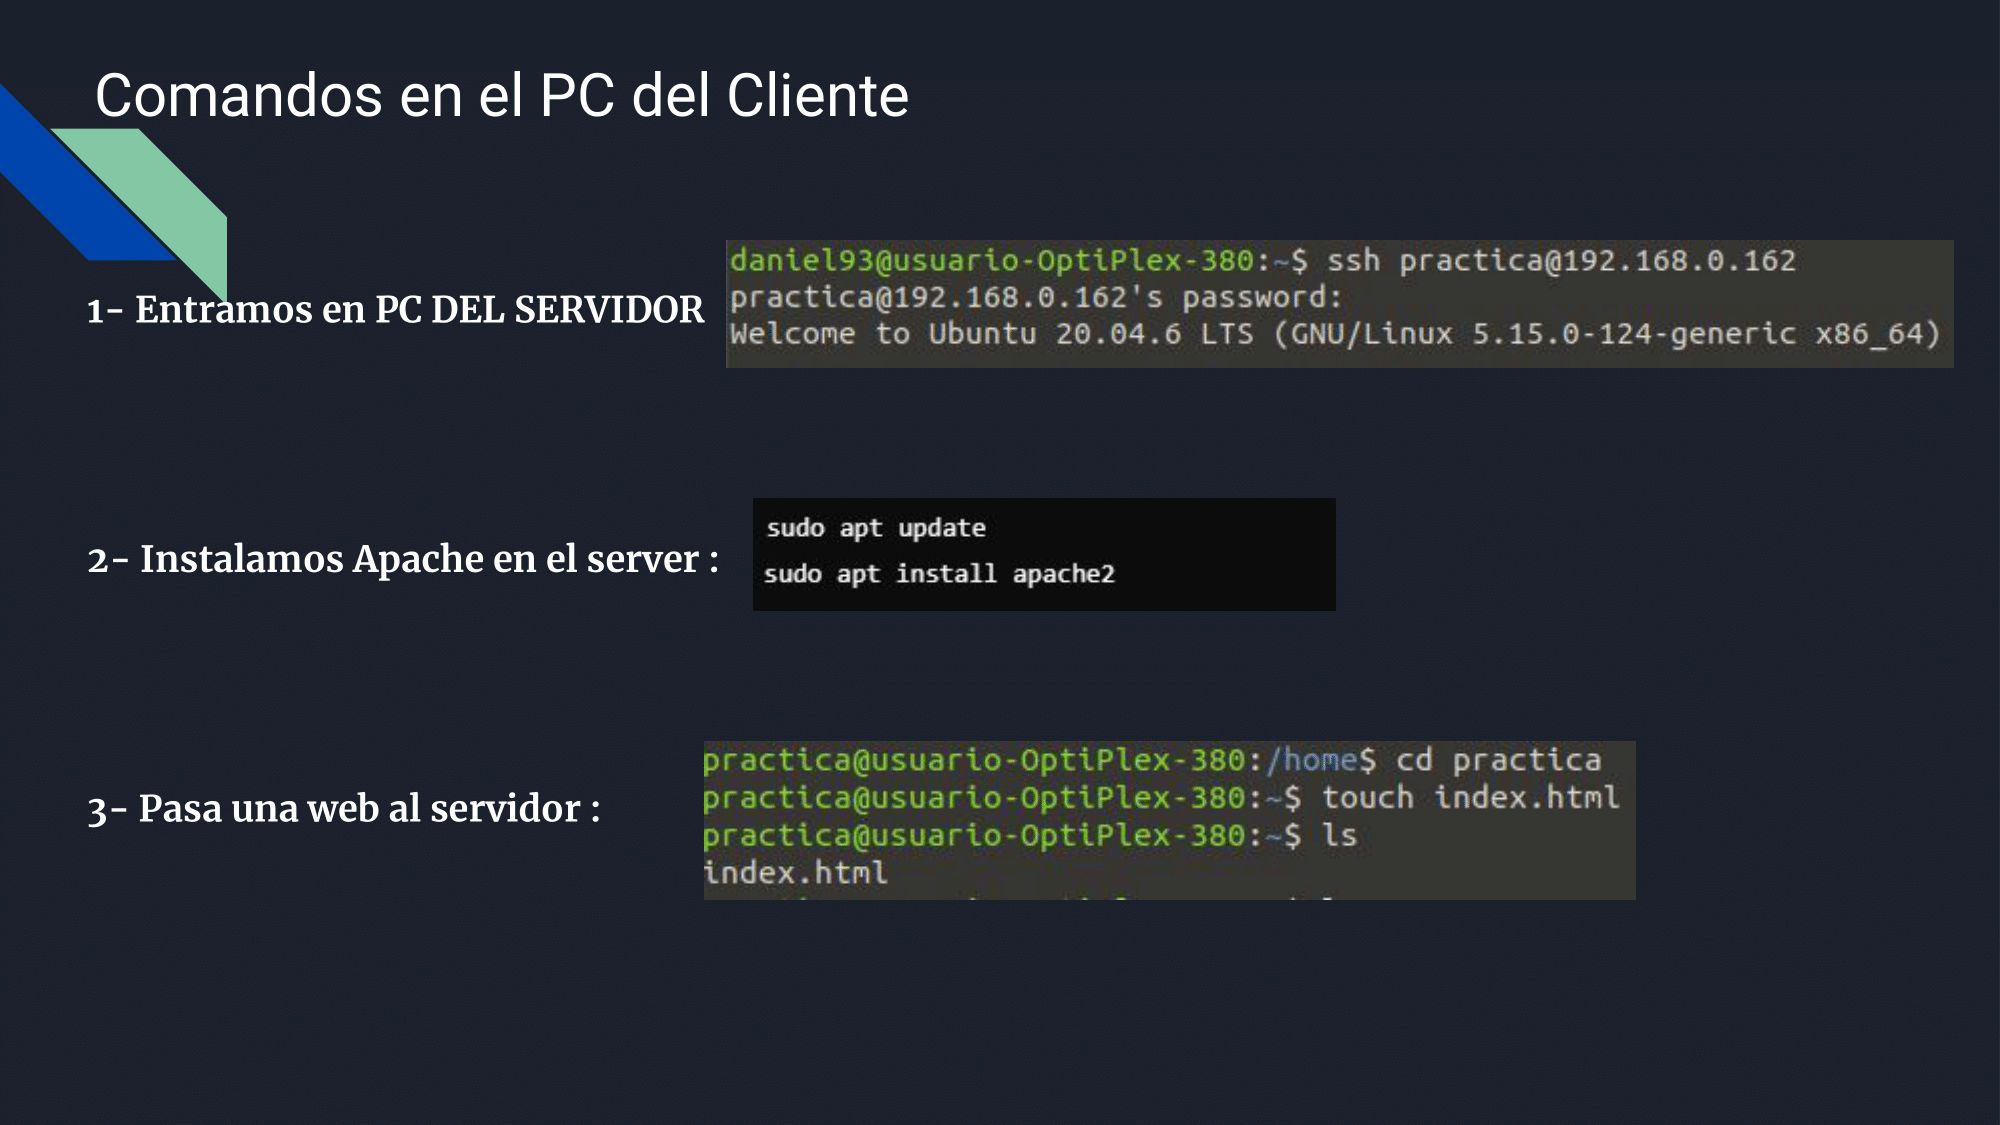 Comandos en el PC del Cliente
1- Entramos en PC DEL SERVIDOR
daniel93@usuario-OptiPlex-380:~$ ssh practica@192.168.0.162
practica@192.168.0.162's password:
Welcome to Ubuntu 20.04.6 LTS (GNU/Linux 5.15.0-124-generic x86_64)
2- Instalamos Apache en el server :
sudo apt update
sudo apt install apache2
3- Pasa una web al servidor :
practica@usuario-OptiPlex-380:/home$ cd practica
practica@usuario-OptiPlex-380:~$ touch index.html
practica@usuario-OptiPlex-380:~$ ls
index.html